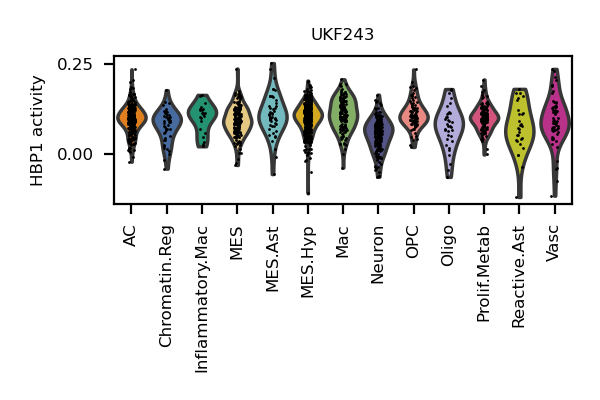 UKF243
HBP1 activity
0.25
0.00
AC
Chromatin.Reg
Inflammatory.Mac
MES
MES.Ast
MES.Hyp
Mac
Neuron
OPC
Oligo
Prolif.Metab
Reactive.Ast
Vasc